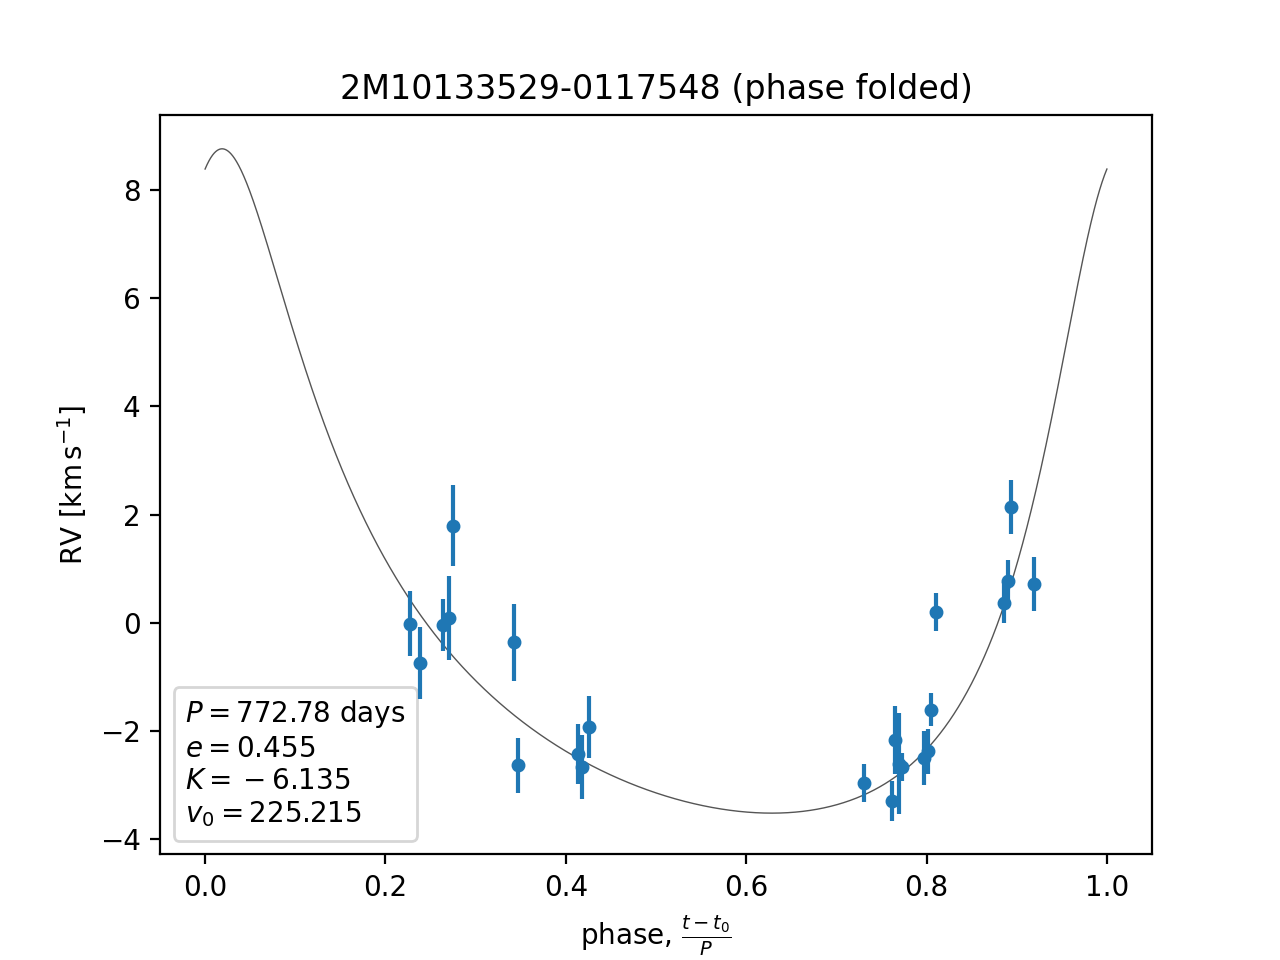 2M10133529-0117548 (phase folded)
RV [km s⁻¹]
8
6
4
2
0
−2
−4
P = 772.78 days
e = 0.455
K = −6.135
v₀ = 225.215
0.0 0.2 0.4 0.6 0.8 1.0
phase, (t − t₀)/P